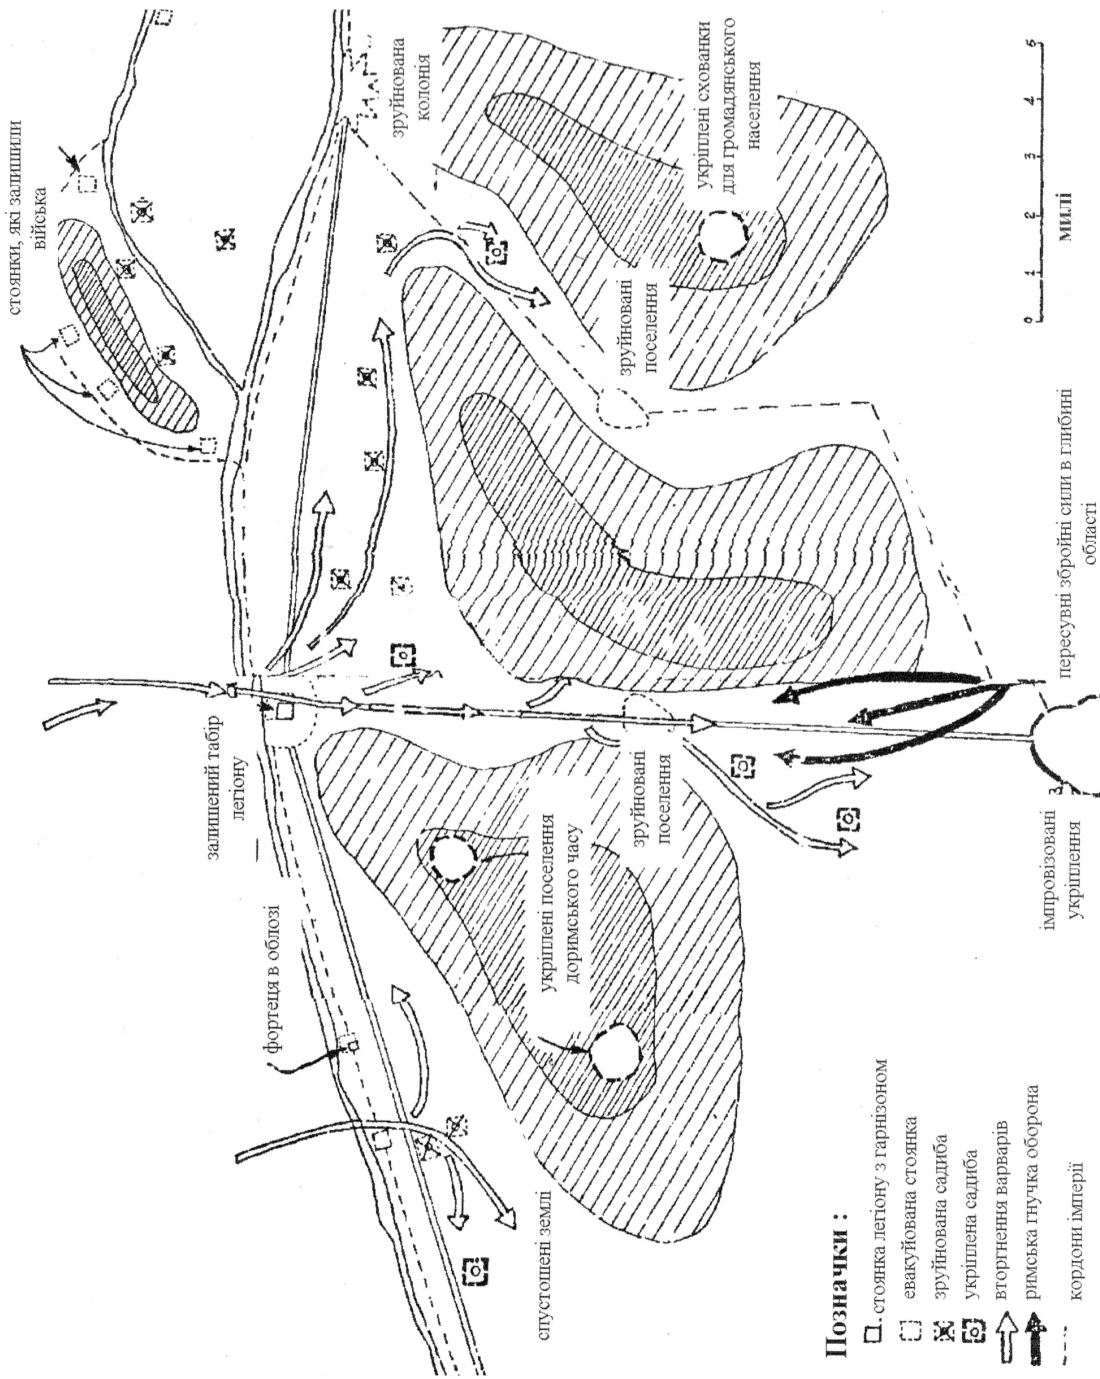 стоянки, які залишили
війська
зруйнована
колонія
укріплені схованки
для громадянського
населення
зруйновані
поселення
залишений табір
легіону
фортеця в облозі
укріплені поселення
доримського часу
зруйновані
поселення
спустошені землі
пересувні збройні сили в глибині
області
імпровізовані
укріплення
0 1 2 3 4 5
МИЛІ
Позначки :
стоянка легіону з гарнізоном
евакуйована стоянка
зруйнована садиба
укріплена садиба
вторгнення варварів
римська гнучка оборона
кордони імперії